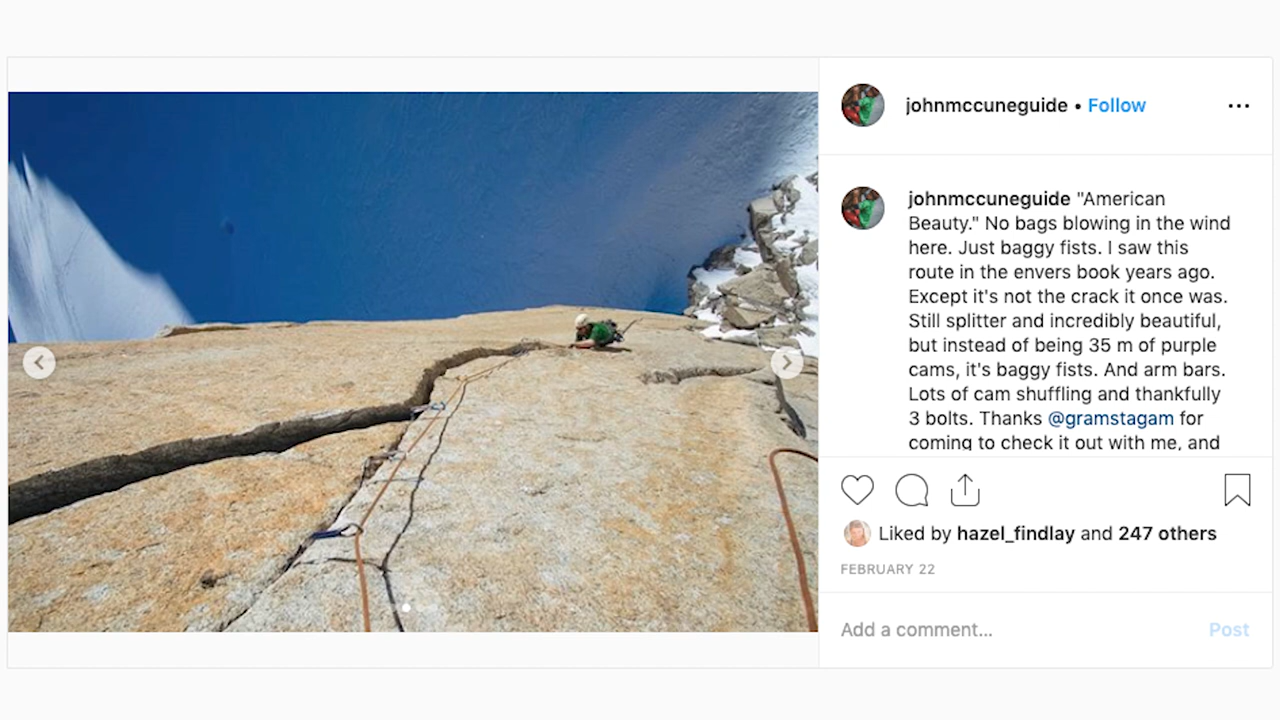 johnmccuneguide • Follow
johnmccuneguide "American
Beauty." No bags blowing in the wind
here. Just baggy fists. I saw this
route in the envers book years ago.
Except it's not the crack it once was.
Still splitter and incredibly beautiful,
but instead of being 35 m of purple
cams, it's baggy fists. And arm bars.
Lots of cam shuffling and thankfully
3 bolts. Thanks @gramstagam for
coming to check it out with me, and
Liked by hazel_findlay and 247 others
FEBRUARY 22
Add a comment... Post